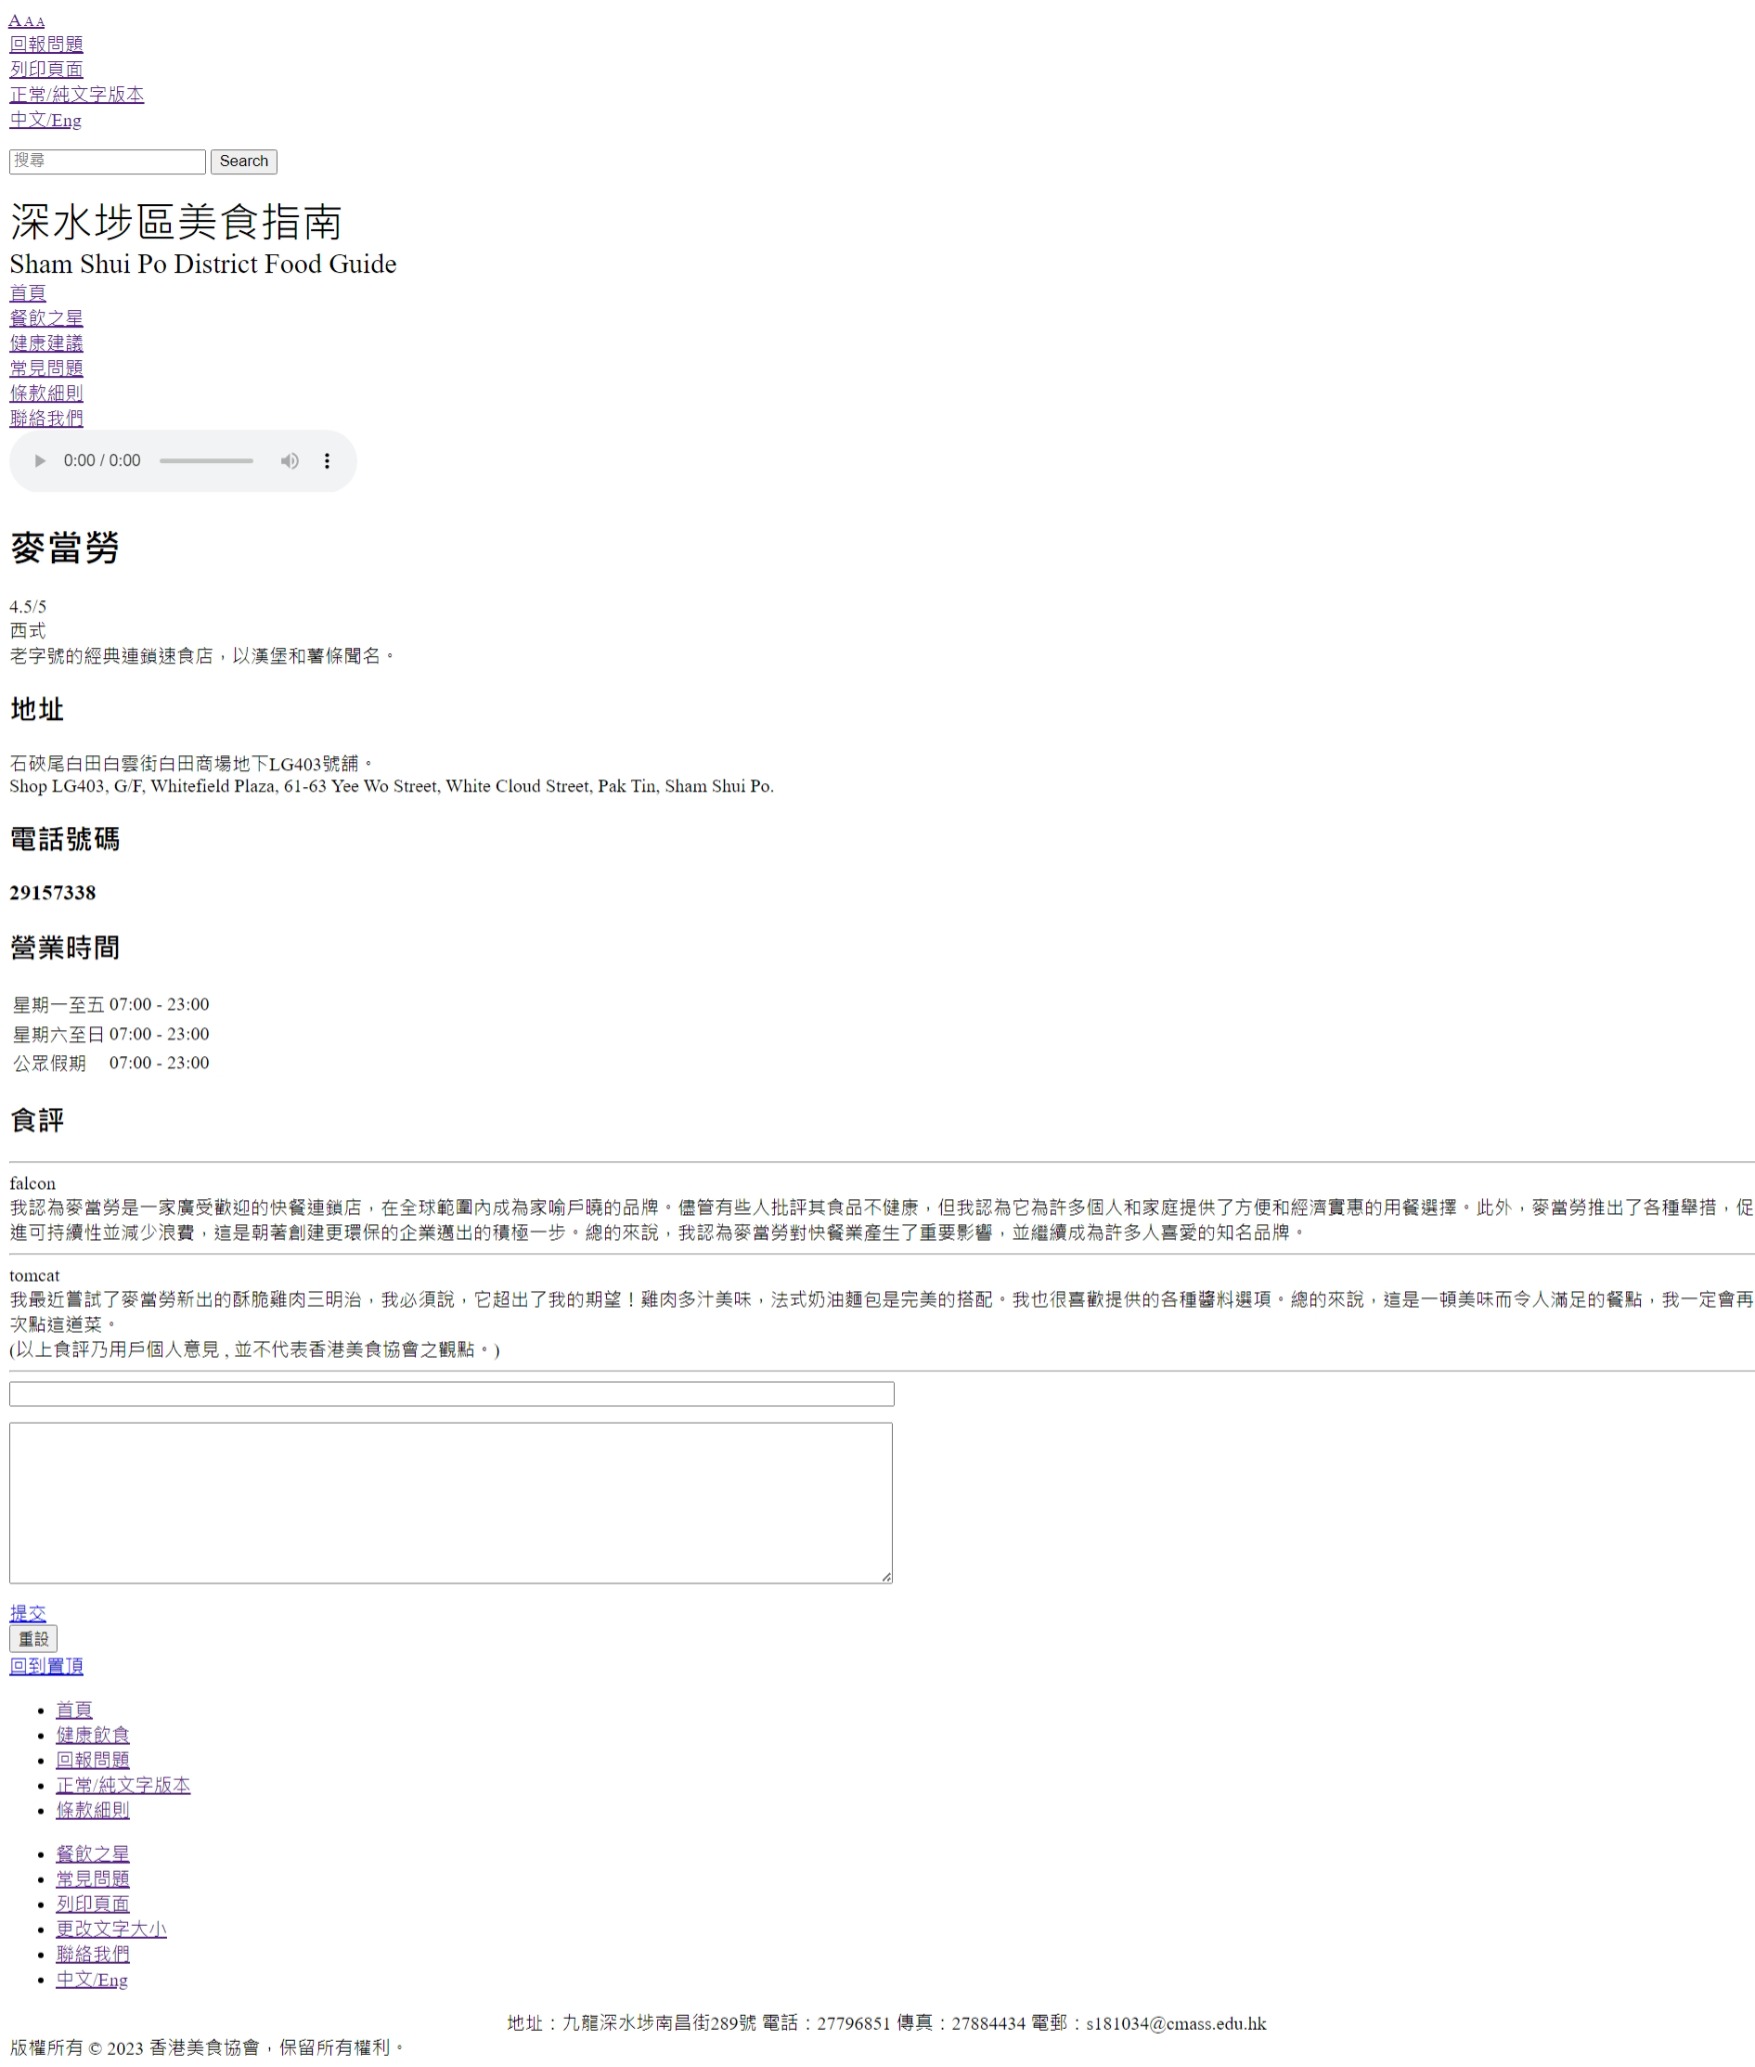 A A A
回報問題
列印頁面
正常/純文字版本
中文/Eng
搜尋 Search
深水埗區美食指南
Sham Shui Po District Food Guide
首頁
餐飲之星
健康建議
常見問題
條款細則
聯絡我們
0:00 / 0:00
麥當勞
4.5/5
西式
老字號的經典連鎖速食店，以漢堡和薯條聞名。
地址
石硤尾白田白雲街白田商場地下LG403號舖。
Shop LG403, G/F, Whitefield Plaza, 61-63 Yee Wo Street, White Cloud Street, Pak Tin, Sham Shui Po.
電話號碼
29157338
營業時間
星期一至五 07:00 - 23:00
星期六至日 07:00 - 23:00
公眾假期 07:00 - 23:00
食評
falcon
我認為麥當勞是一家廣受歡迎的快餐連鎖店，在全球範圍內成為家喻戶曉的品牌。儘管有些人批評其食品不健康，但我認為它為許多個人和家庭提供了方便和經濟實惠的用餐選擇。此外，麥當勞推出了各種舉措，促
進可持續性並減少浪費，這是朝著創建更環保的企業邁出的積極一步。總的來說，我認為麥當勞對快餐業產生了重要影響，並繼續成為許多人喜愛的知名品牌。
tomcat
我最近嘗試了麥當勞新出的酥脆雞肉三明治，我必須說，它超出了我的期望！雞肉多汁美味，法式奶油麵包是完美的搭配。我也很喜歡提供的各種醬料選項。總的來說，這是一頓美味而令人滿足的餐點，我一定會再
次點這道菜。
(以上食評乃用戶個人意見 , 並不代表香港美食協會之觀點。)
提交
重設
回到置頂
首頁
健康飲食
回報問題
正常/純文字版本
條款細則
餐飲之星
常見問題
列印頁面
更改文字大小
聯絡我們
中文/Eng
地址：九龍深水埗南昌街289號 電話：27796851 傳真：27884434 電郵：s181034@cmass.edu.hk
版權所有 © 2023 香港美食協會，保留所有權利。